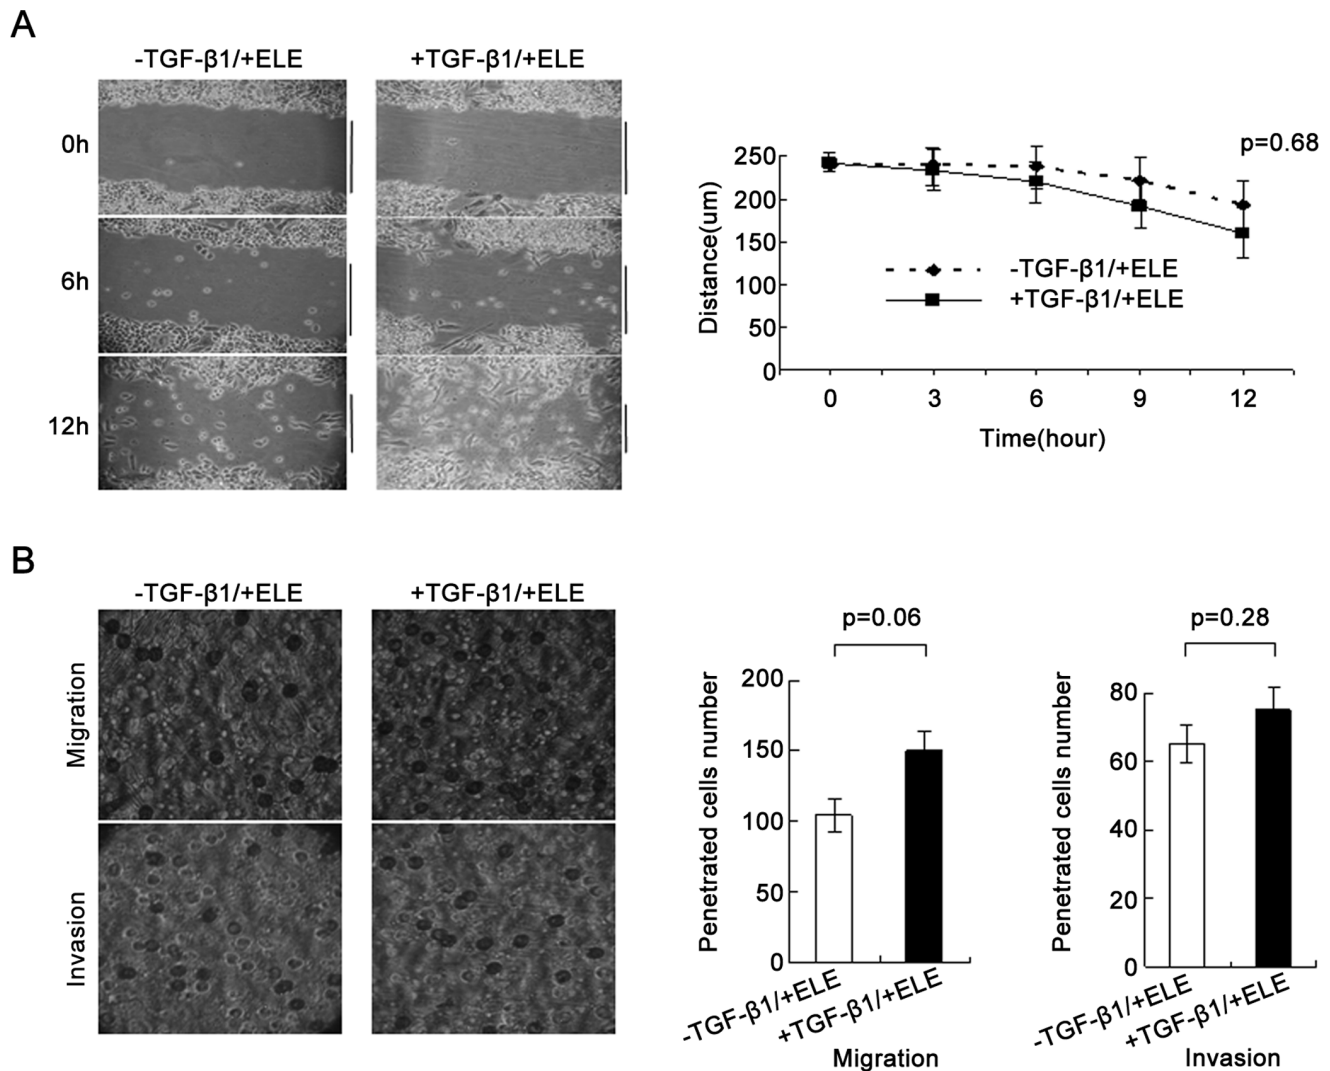 A
-TGF-β1/+ELE
+TGF-β1/+ELE
0h
6h
12h
p=0.68
250
200
150
100
50
0
Distance(um)
-TGF-β1/+ELE
+TGF-β1/+ELE
0 3 6 9 12
Time(hour)
B
-TGF-β1/+ELE
+TGF-β1/+ELE
Migration
Invasion
p=0.06
200
150
100
50
0
Penetrated cells number
-TGF-β1/+ELE
+TGF-β1/+ELE
Migration
p=0.28
80
60
40
20
0
Penetrated cells number
-TGF-β1/+ELE
+TGF-β1/+ELE
Invasion